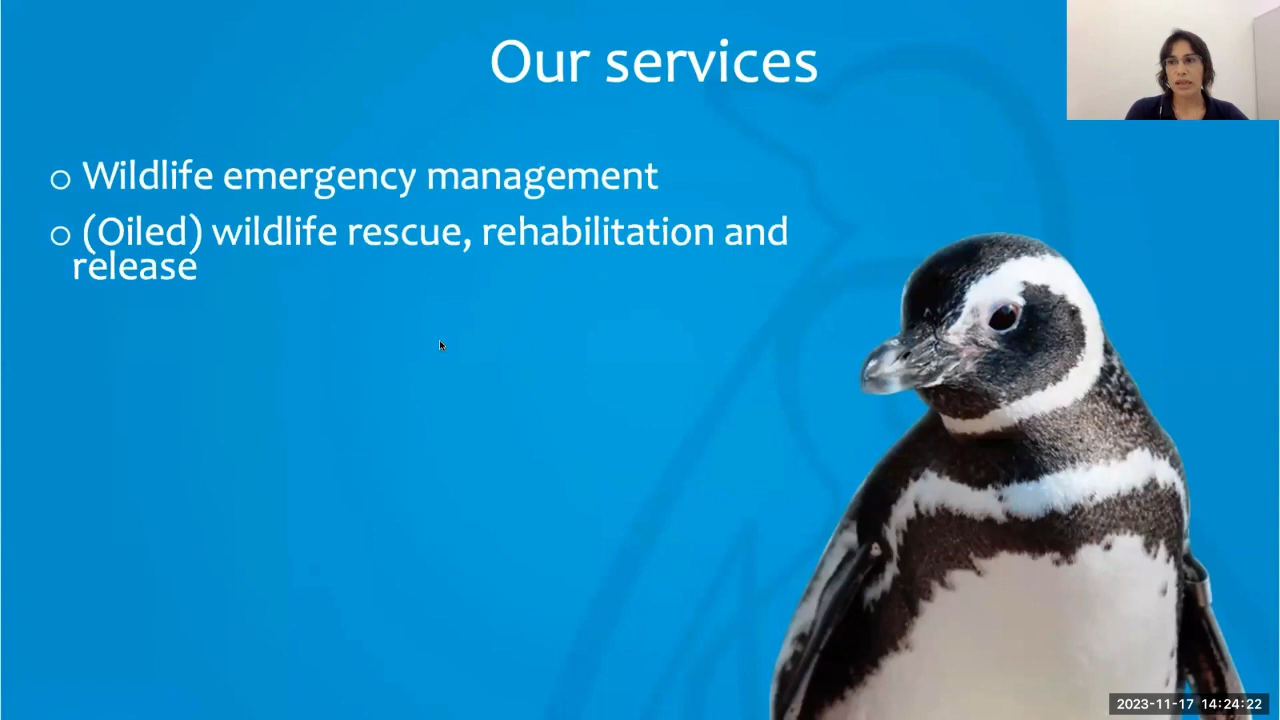 Our services
o Wildlife emergency management
o (Oiled) wildlife rescue, rehabilitation and
release
2023-11-17 14:24:22